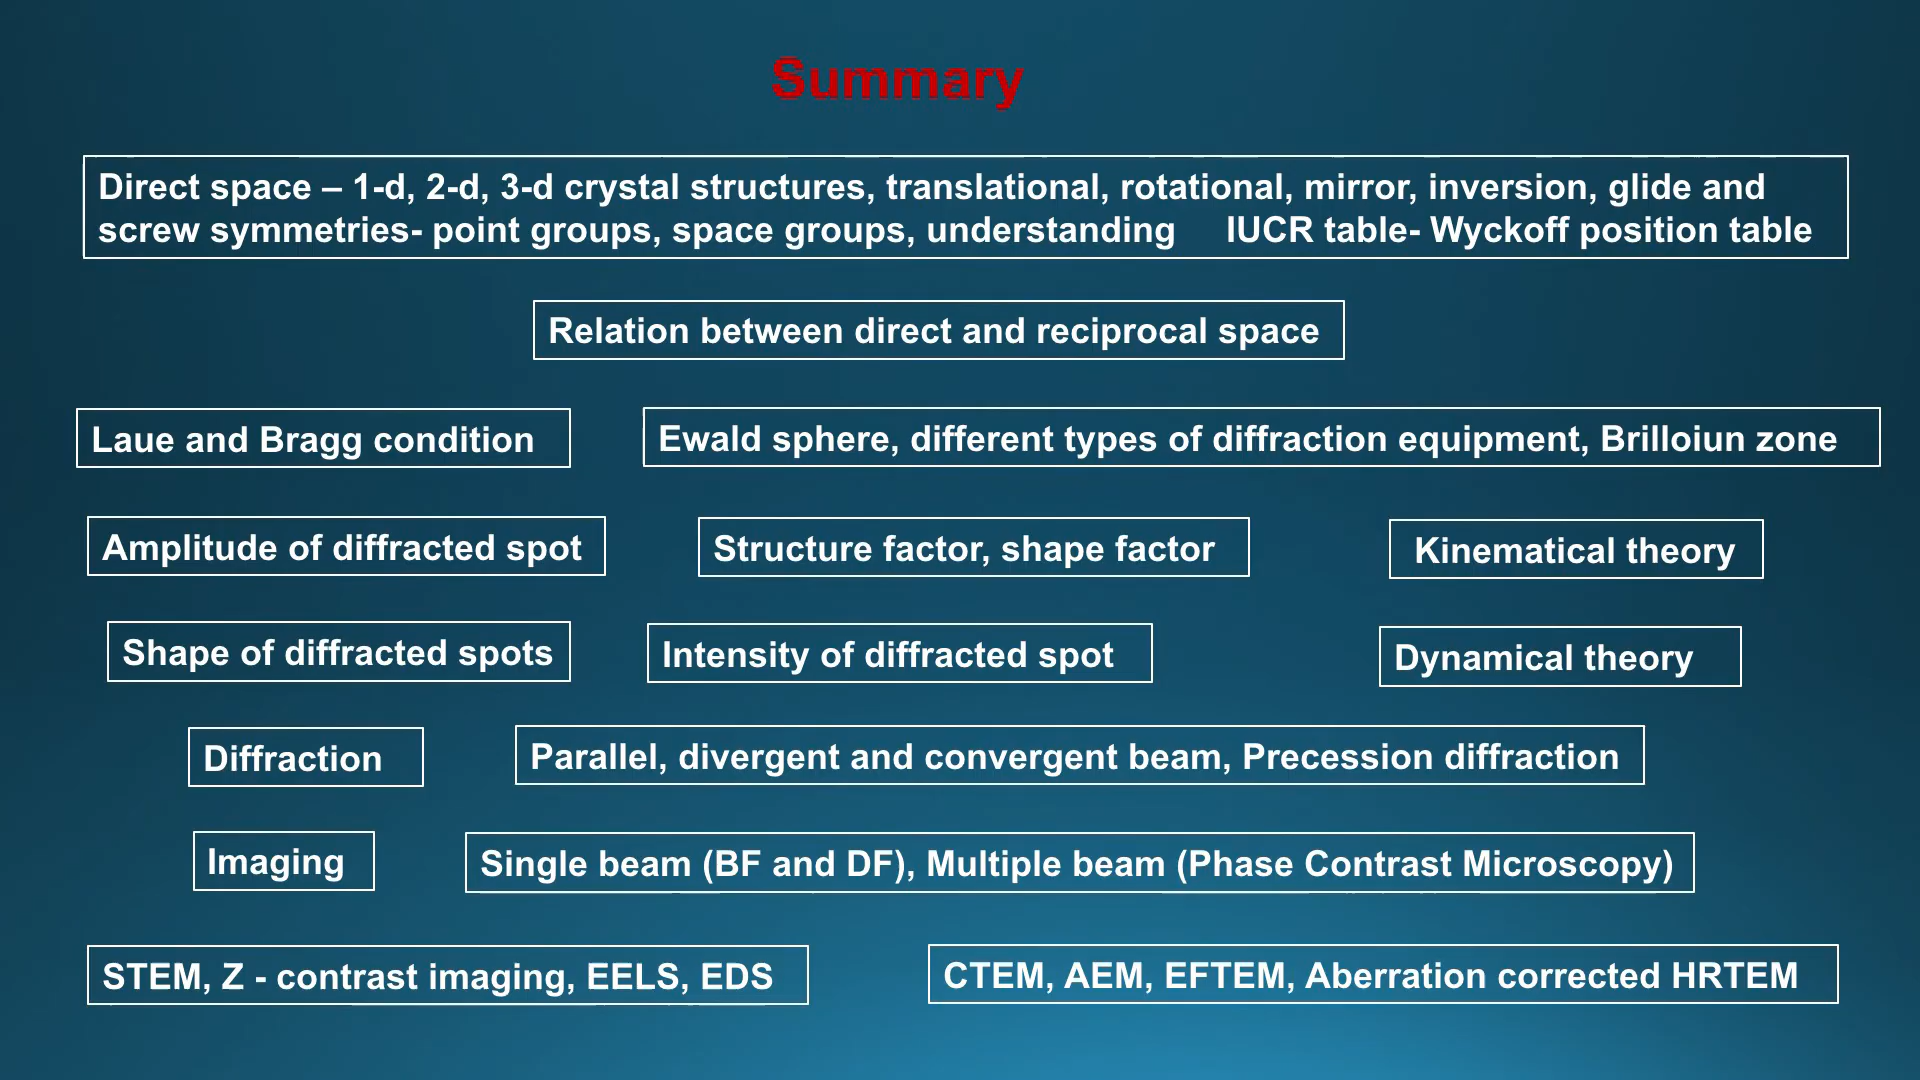 Summary
Direct space – 1-d, 2-d, 3-d crystal structures, translational, rotational, mirror, inversion, glide and
screw symmetries- point groups, space groups, understanding IUCR table- Wyckoff position table
Relation between direct and reciprocal space
Laue and Bragg condition
Ewald sphere, different types of diffraction equipment, Brilloiun zone
Amplitude of diffracted spot
Structure factor, shape factor
Kinematical theory
Shape of diffracted spots
Intensity of diffracted spot
Dynamical theory
Diffraction
Parallel, divergent and convergent beam, Precession diffraction
Imaging
Single beam (BF and DF), Multiple beam (Phase Contrast Microscopy)
STEM, Z - contrast imaging, EELS, EDS
CTEM, AEM, EFTEM, Aberration corrected HRTEM